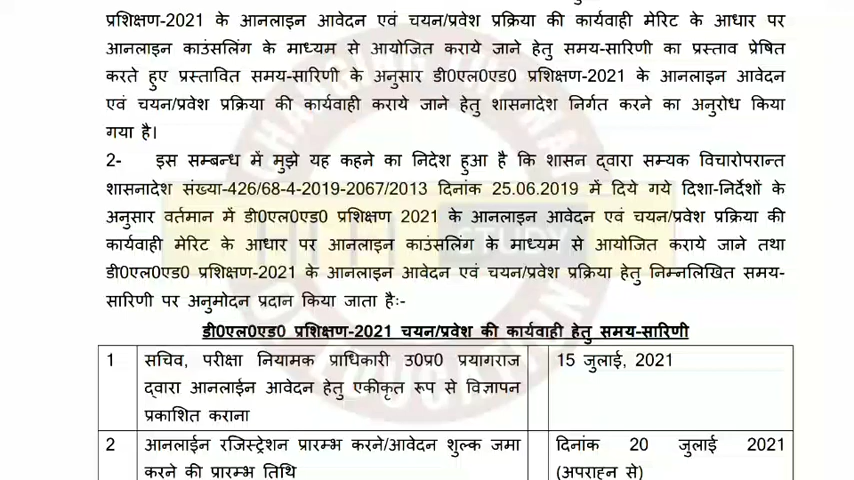 प्रशिक्षण-2021 के आनलाइन आवेदन एवं चयन/प्रवेश प्रक्रिया की कार्यवाही मेरिट के आधार पर
आनलाइन काउंसलिंग के माध्यम से आयोजित कराये जाने हेतु समय-सारिणी का प्रस्ताव प्रेषित
करते हुए प्रस्तावित समय-सारिणी के अनुसार डी0एल0एड0 प्रशिक्षण-2021 के आनलाइन आवेदन
एवं चयन/प्रवेश प्रक्रिया की कार्यवाही कराये जाने हेतु शासनादेश निर्गत करने का अनुरोध किया
गया है।
2- इस सम्बन्ध में मुझे यह कहने का निदेश हुआ है कि शासन द्वारा सम्यक विचारोपरान्त
शासनादेश संख्या-426/68-4-2019-2067/2013 दिनांक 25.06.2019 में दिये गये दिशा-निर्देशों के
अनुसार वर्तमान में डी0एल0एड0 प्रशिक्षण 2021 के आनलाइन आवेदन एवं चयन/प्रवेश प्रक्रिया की
कार्यवाही मेरिट के आधार पर आनलाइन काउंसलिंग के माध्यम से आयोजित कराये जाने तथा
डी0एल0एड0 प्रशिक्षण-2021 के आनलाइन आवेदन एवं चयन/प्रवेश प्रक्रिया हेतु निम्नलिखित समय-
सारिणी पर अनुमोदन प्रदान किया जाता हैः-
डी0एल0एड0 प्रशिक्षण-2021 चयन/प्रवेश की कार्यवाही हेतु समय-सारिणी
1 सचिव, परीक्षा नियामक प्राधिकारी उ0प्र0 प्रयागराज 15 जुलाई, 2021
द्वारा आनलाईन आवेदन हेतु एकीकृत रूप से विज्ञापन
प्रकाशित कराना
2 आनलाईन रजिस्ट्रेशन प्रारम्भ करने/आवेदन शुल्क जमा दिनांक 20 जुलाई 2021
करने की प्रारम्भ तिथि (अपराहन से)
STUDY